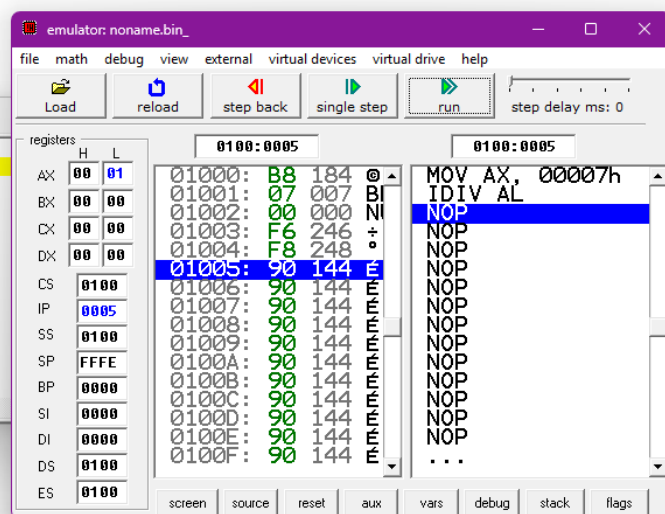 emulator: noname.bin_
file math debug view external virtual devices virtual drive help
Load reload step back single step run step delay ms: 0
registers
H L
AX 00 01
BX 00 00
CX 00 00
DX 00 00
CS 0100
IP 0005
SS 0100
SP FFFE
BP 0000
SI 0000
DI 0000
DS 0100
ES 0100
0100:0005
01000: B8 184
01001: 07 007
01002: 00 000
01003: F6 246 ÷
01004: F8 248 °
01005: 90 144 É
01006: 90 144 É
01007: 90 144 É
01008: 90 144 É
01009: 90 144 É
0100A: 90 144 É
0100B: 90 144 É
0100C: 90 144 É
0100D: 90 144 É
0100E: 90 144 É
0100F: 90 144 É
0100:0005
MOV AX, 00007h
IDIV AL
NOP
NOP
NOP
NOP
NOP
NOP
NOP
NOP
NOP
NOP
NOP
NOP
NOP
...
screen source reset aux vars debug stack flags